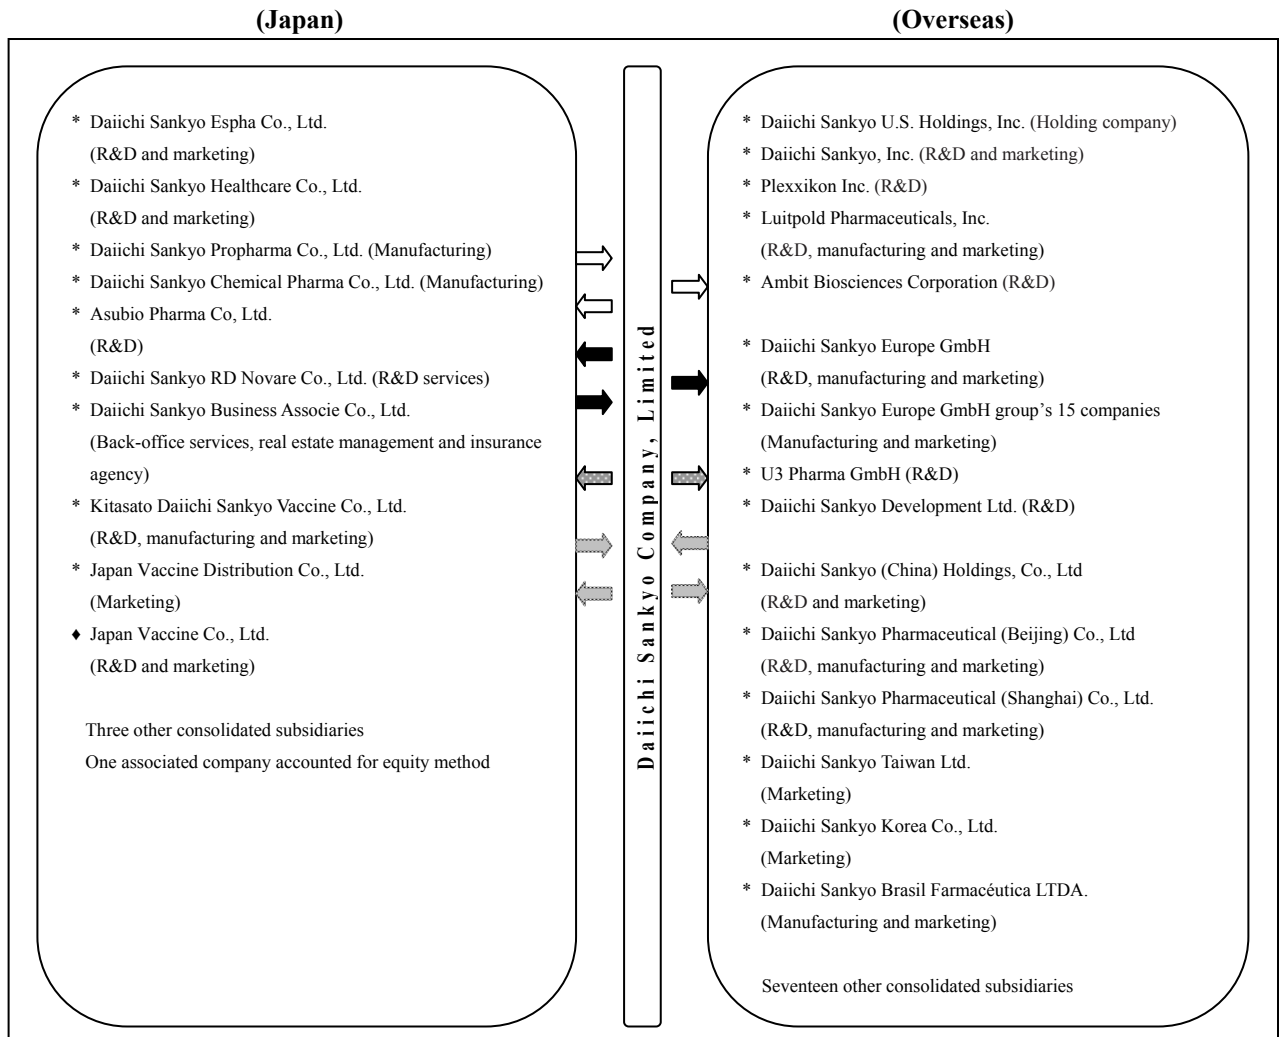 (Japan)
(Overseas)
* Daiichi Sankyo Espha Co., Ltd.
(R&D and marketing)
* Daiichi Sankyo Healthcare Co., Ltd.
(R&D and marketing)
* Daiichi Sankyo Propharma Co., Ltd. (Manufacturing)
* Daiichi Sankyo Chemical Pharma Co., Ltd. (Manufacturing)
* Asubio Pharma Co, Ltd.
(R&D)
* Daiichi Sankyo RD Novare Co., Ltd. (R&D services)
* Daiichi Sankyo Business Associe Co., Ltd.
(Back-office services, real estate management and insurance
agency)
* Kitasato Daiichi Sankyo Vaccine Co., Ltd.
(R&D, manufacturing and marketing)
* Japan Vaccine Distribution Co., Ltd.
(Marketing)
♦ Japan Vaccine Co., Ltd.
(R&D and marketing)
Three other consolidated subsidiaries
One associated company accounted for equity method
Daiichi Sankyo Company, Limited
* Daiichi Sankyo U.S. Holdings, Inc. (Holding company)
* Daiichi Sankyo, Inc. (R&D and marketing)
* Plexxikon Inc. (R&D)
* Luitpold Pharmaceuticals, Inc.
(R&D, manufacturing and marketing)
* Ambit Biosciences Corporation (R&D)
* Daiichi Sankyo Europe GmbH
(R&D, manufacturing and marketing)
* Daiichi Sankyo Europe GmbH group's 15 companies
(Manufacturing and marketing)
* U3 Pharma GmbH (R&D)
* Daiichi Sankyo Development Ltd. (R&D)
* Daiichi Sankyo (China) Holdings, Co., Ltd
(R&D and marketing)
* Daiichi Sankyo Pharmaceutical (Beijing) Co., Ltd
(R&D, manufacturing and marketing)
* Daiichi Sankyo Pharmaceutical (Shanghai) Co., Ltd.
(R&D, manufacturing and marketing)
* Daiichi Sankyo Taiwan Ltd.
(Marketing)
* Daiichi Sankyo Korea Co., Ltd.
(Marketing)
* Daiichi Sankyo Brasil Farmacéutica LTDA.
(Manufacturing and marketing)
Seventeen other consolidated subsidiaries